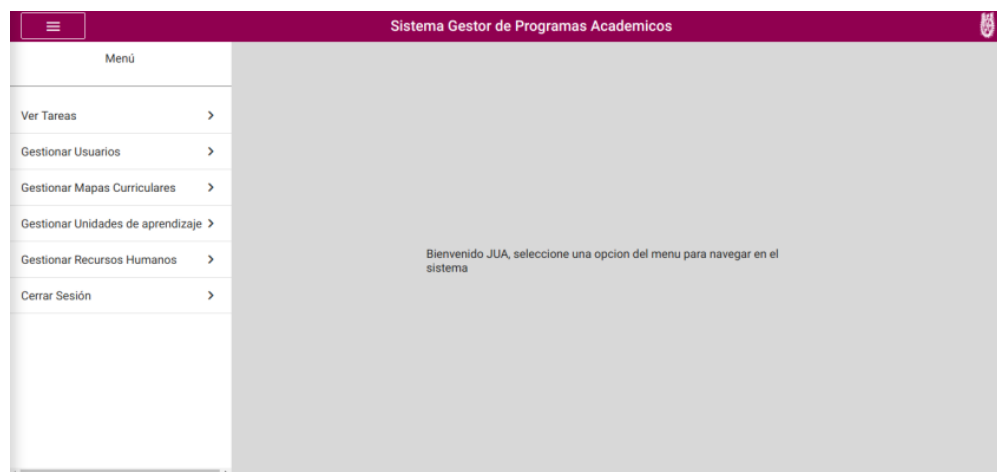 Sistema Gestor de Programas Academicos
Menú
Ver Tareas
Gestionar Usuarios
Gestionar Mapas Curriculares
Gestionar Unidades de aprendizaje
Gestionar Recursos Humanos
Cerrar Sesión
Bienvenido JUA, seleccione una opcion del menu para navegar en el
sistema